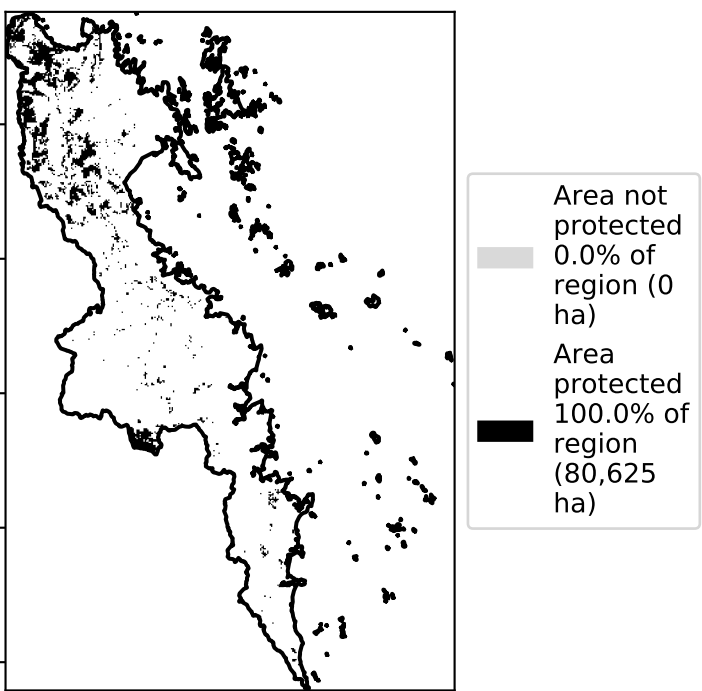 Area not
protected
0.0% of
region (0
ha)
Area
protected
100.0% of
region
(80,625
ha)